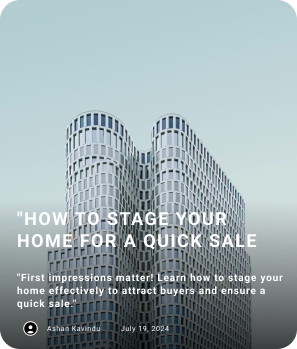 "HOW TO STAGE YOUR
HOME FOR A QUICK SALE
"First impressions matter! Learn how to stage your
home effectively to attract buyers and ensure a
quick sale."
Ashan Kavindu July 19, 2024